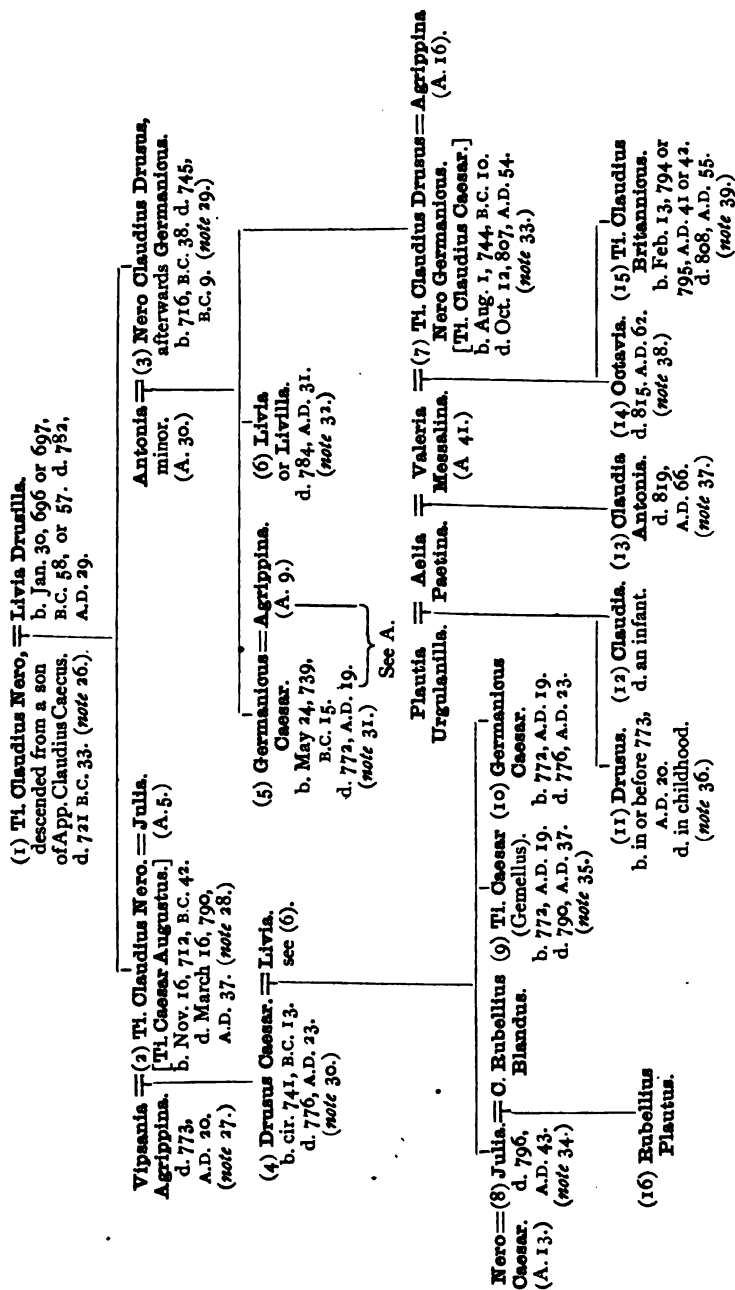 (1) Ti. Claudius Nero, = Livia Drusilla.
descended from a son
of App. Claudius Caecus.
d. 721 B.C. 33. (note 26.).
b. Jan. 30, 696 or 697,
B.C. 58, or 57. d. 782,
A.D. 29.
Vipsania = (2) Ti. Claudius Nero. = Julia.
Agrippina.
d. 773,
A.D. 20.
(note 27.)
[Ti. Caesar Augustus.]
b. Nov. 16, 712, B.C. 42.
d. March 16, 790,
A.D. 37. (note 28.)
(A. 5.)
Antonia = (3) Nero Claudius Drusus,
minor.
(A. 30.)
afterwards Germanicus.
b. 716, B.C. 38. d. 745,
B.C. 9. (note 29.)
(4) Drusus Caesar. = Livia.
b. cir. 741, B.C. 13.
d. 776, A.D. 23.
(note 30.)
see (6).
(5) Germanicus = Agrippina.
Caesar.
b. May 24, 739,
B.C. 15.
d. 772, A.D. 19.
(note 31.)
(A. 9.)
See A.
(6) Livia
or Livilla.
d. 784, A.D. 31.
(note 32.)
Plautia
Urgulanilla.
= Aelia
Paetina.
= Valeria
Messalina.
(A 41.)
= (7) Ti. Claudius Drusus = Agrippina
Nero Germanicus.
[Ti. Claudius Caesar.]
b. Aug. 1, 744, B.C. 10.
d. Oct. 12, 807, A.D. 54.
(note 33.)
(A. 16).
Nero = (8) Julia. = C. Rubellius
Caesar.
(A. 13.)
d. 796,
A.D. 43.
(note 34.)
Blandus.
(9) Ti. Caesar
(Gemellus).
b. 772, A.D. 19.
d. 790, A.D. 37.
(note 35.)
(10) Germanicus
Caesar.
b. 772, A.D. 19.
d. 776, A.D. 23.
(11) Drusus.
b. in or before 773,
A.D. 20.
d. in childhood.
(note 36.)
(12) Claudia.
d. an infant.
(13) Claudia
Antonia.
d. 819,
A.D. 66.
(note 37.)
(14) Octavia.
d. 815, A.D. 62.
(note 38.)
(15) Ti. Claudius
Britannicus.
b. Feb. 13, 794 or
795, A.D. 41 or 42.
d. 808, A.D. 55.
(note 39.)
(16) Rubellius
Plautus.